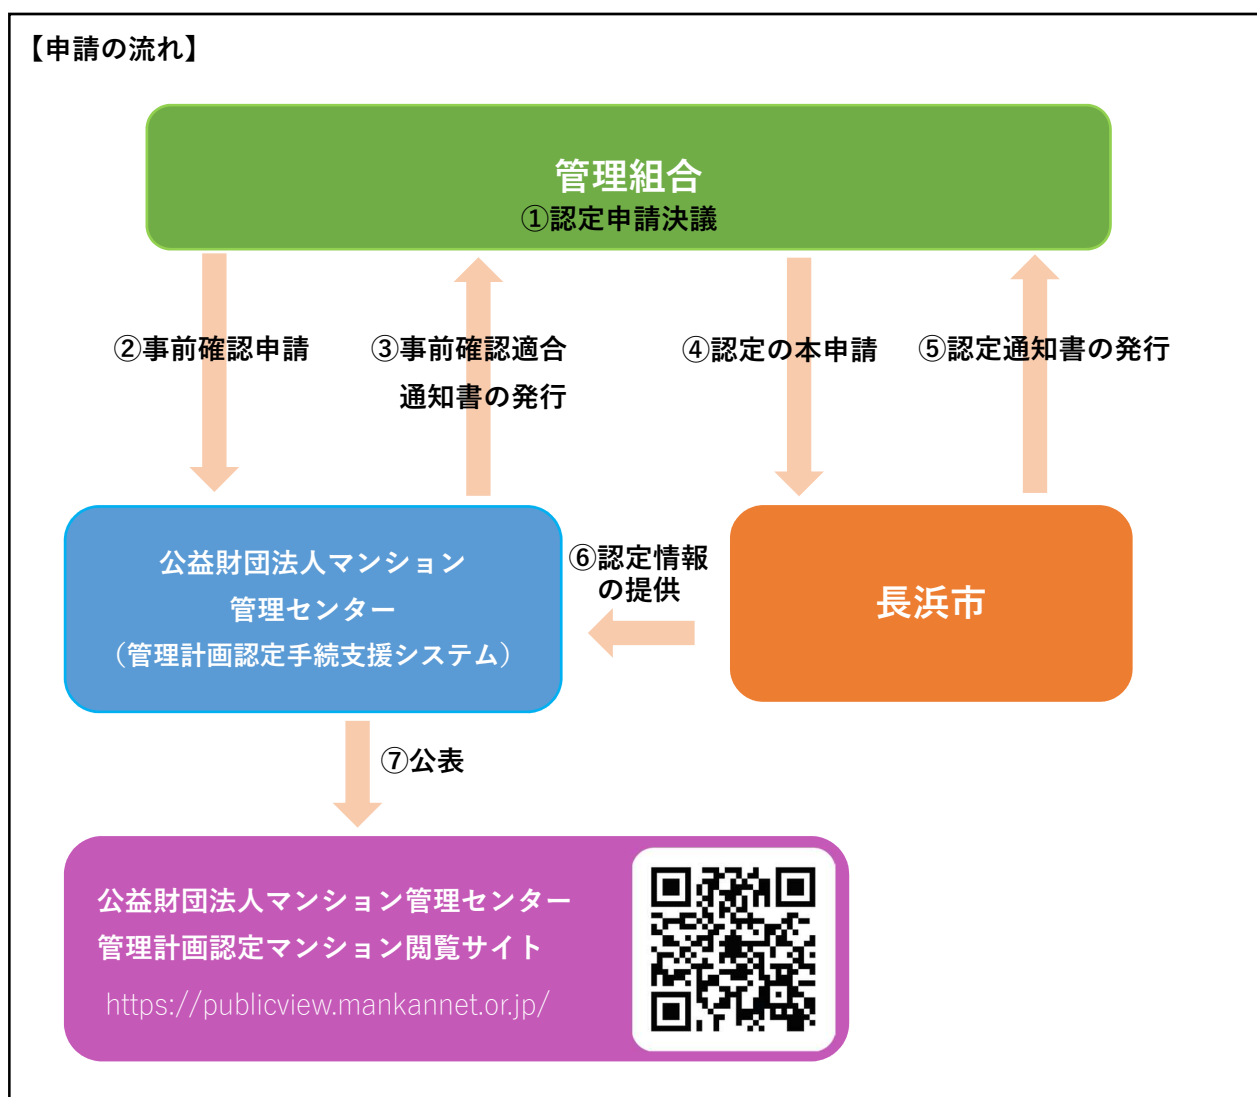 【申請の流れ】
管理組合
①認定申請決議
②事前確認申請
③事前確認適合
通知書の発行
④認定の本申請
⑤認定通知書の発行
公益財団法人マンション
管理センター
（管理計画認定手続支援システム）
⑥認定情報
の提供
長浜市
⑦公表
公益財団法人マンション管理センター
管理計画認定マンション閲覧サイト
https://publicview.mankannet.or.jp/